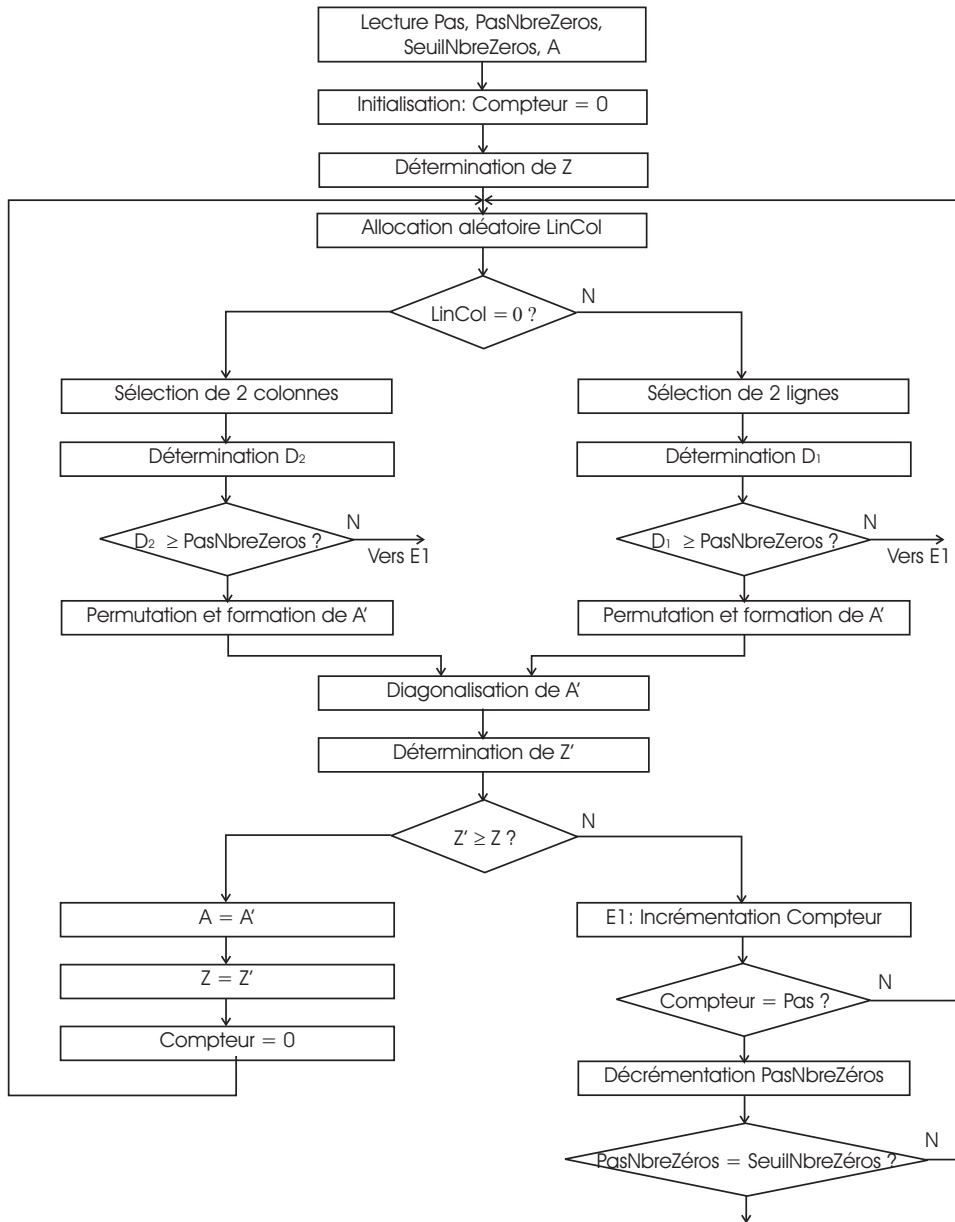 Lecture Pas, PasNbreZeros,
SeuilNbreZeros, A
Initialisation: Compteur = 0
Détermination de Z
Allocation aléatoire LinCol
LinCol = 0 ?
N
Sélection de 2 colonnes
Sélection de 2 lignes
Détermination D2
Détermination D1
D2 ≥ PasNbreZeros ?
N
Vers E1
D1 ≥ PasNbreZeros ?
N
Vers E1
Permutation et formation de A'
Permutation et formation de A'
Diagonalisation de A'
Détermination de Z'
Z' ≥ Z ?
N
A = A'
E1: Incrémentation Compteur
Z = Z'
Compteur = Pas ?
N
Compteur = 0
Décrémentation PasNbreZéros
PasNbreZéros = SeuilNbreZéros ?
N